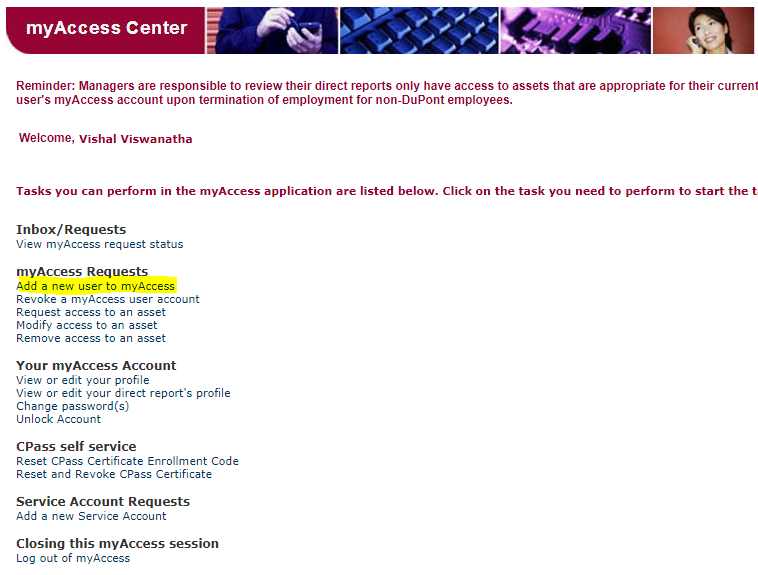 myAccess Center
Reminder: Managers are responsible to review their direct reports only have access to assets that are appropriate for their current
user's myAccess account upon termination of employment for non-DuPont employees.
Welcome, Vishal Viswanatha
Tasks you can perform in the myAccess application are listed below. Click on the task you need to perform to start the t
Inbox/Requests
View myAccess request status
myAccess Requests
Add a new user to myAccess
Revoke a myAccess user account
Request access to an asset
Modify access to an asset
Remove access to an asset
Your myAccess Account
View or edit your profile
View or edit your direct report's profile
Change password(s)
Unlock Account
CPass self service
Reset CPass Certificate Enrollment Code
Reset and Revoke CPass Certificate
Service Account Requests
Add a new Service Account
Closing this myAccess session
Log out of myAccess